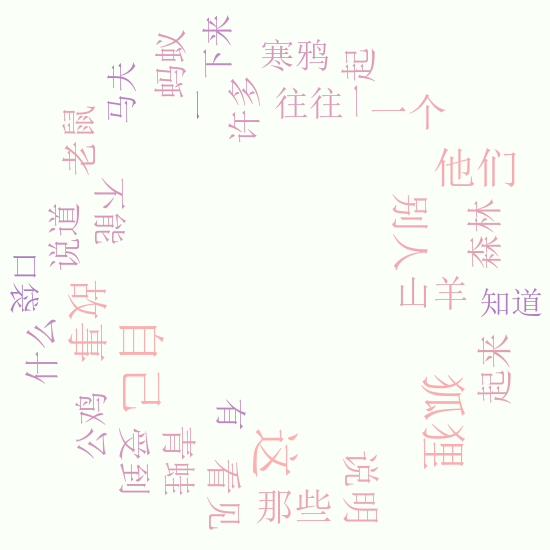 一下来
蚂蚁
寒鸦
起
马夫
许多
往往一
一个
老鼠
他们
不能
说道
别人
森林
口袋
故事
山羊
知道
什么
自己
起来
公鸡
狐狸
受到
青蛙
有
看见
这
那些
说明